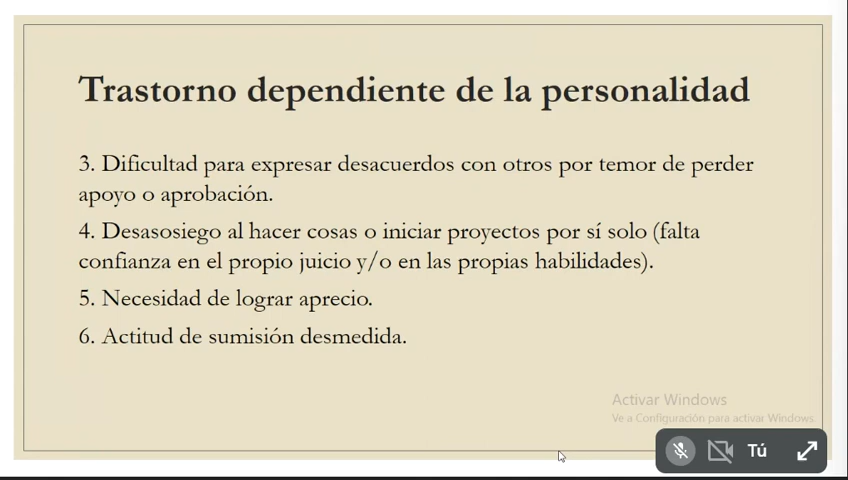 Trastorno dependiente de la personalidad
3. Dificultad para expresar desacuerdos con otros por temor de perder
apoyo o aprobación.
4. Desasosiego al hacer cosas o iniciar proyectos por sí solo (falta
confianza en el propio juicio y/o en las propias habilidades).
5. Necesidad de lograr aprecio.
6. Actitud de sumisión desmedida.
Activar Windows
Ve a Configuración para activar Windows.
Tú